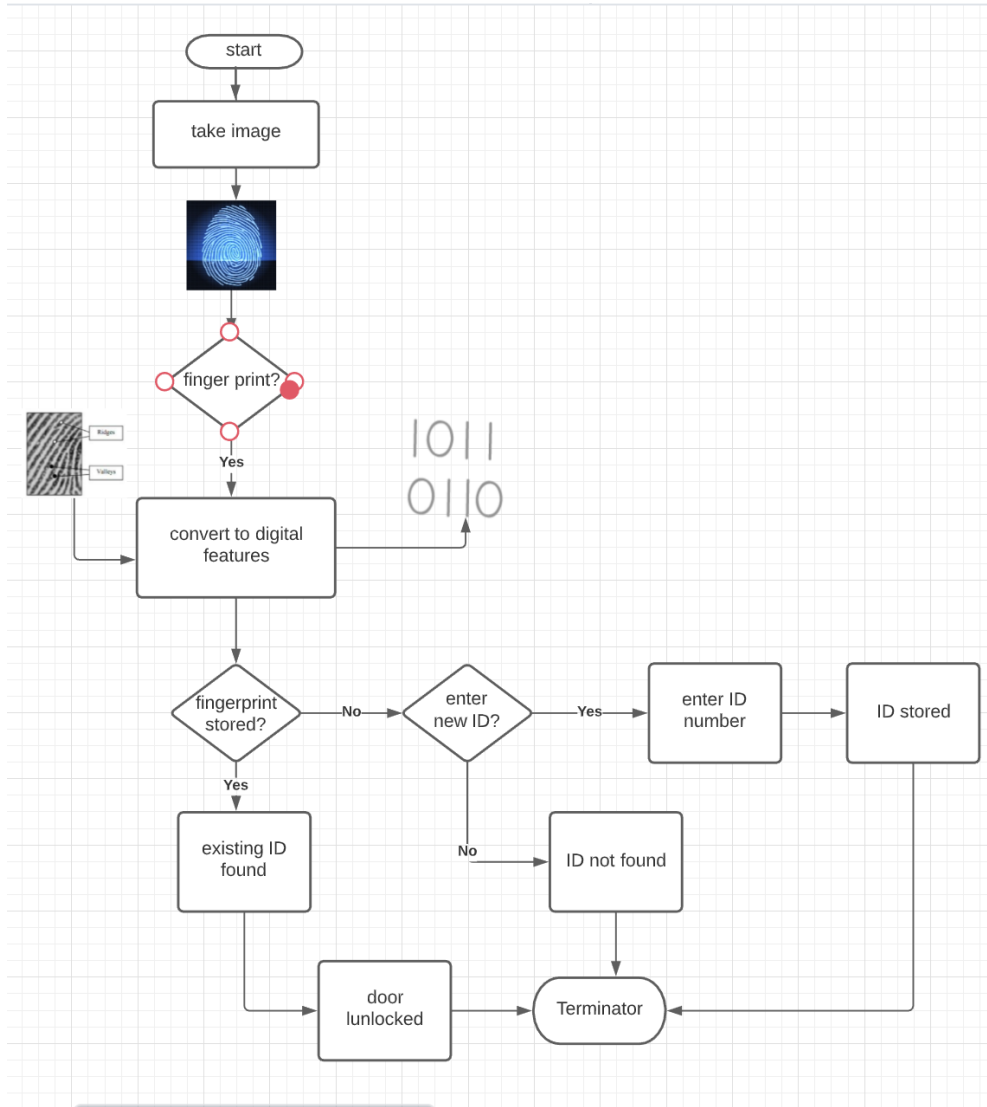 start
take image
finger print?
Ridges
Valleys
Yes
1011
0110
convert to digital
features
fingerprint
stored?
No
enter
new ID?
Yes
enter ID
number
ID stored
Yes
existing ID
found
No
ID not found
door
lunlocked
Terminator